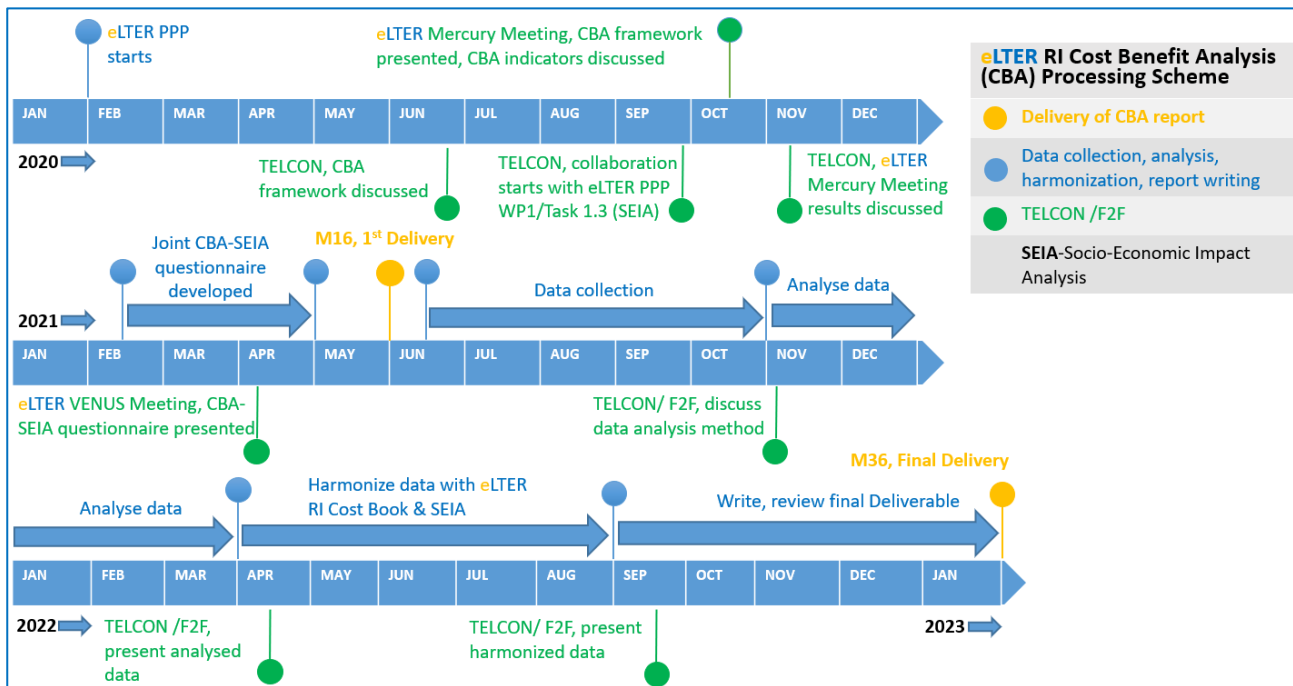 eLTER PPP
starts
eLTER Mercury Meeting, CBA framework
presented, CBA indicators discussed
JAN FEB MAR APR MAY JUN JUL AUG SEP OCT NOV DEC
2020
TELCON, CBA
framework discussed
TELCON, collaboration
starts with eLTER PPP
WP1/Task 1.3 (SEIA)
TELCON, eLTER
Mercury Meeting
results discussed
Joint CBA-SEIA
questionnaire
developed
M16, 1st Delivery
Data collection
Analyse data
2021
JAN FEB MAR APR MAY JUN JUL AUG SEP OCT NOV DEC
eLTER VENUS Meeting, CBA-
SEIA questionnaire presented
TELCON/ F2F, discuss
data analysis method
M36, Final Delivery
Analyse data
Harmonize data with eLTER
RI Cost Book & SEIA
Write, review final Deliverable
JAN FEB MAR APR MAY JUN JUL AUG SEP OCT NOV DEC JAN
2022
TELCON /F2F,
present analysed
data
TELCON/ F2F, present
harmonized data
2023
eLTER RI Cost Benefit Analysis
(CBA) Processing Scheme
Delivery of CBA report
Data collection, analysis,
harmonization, report writing
TELCON /F2F
SEIA-Socio-Economic Impact
Analysis